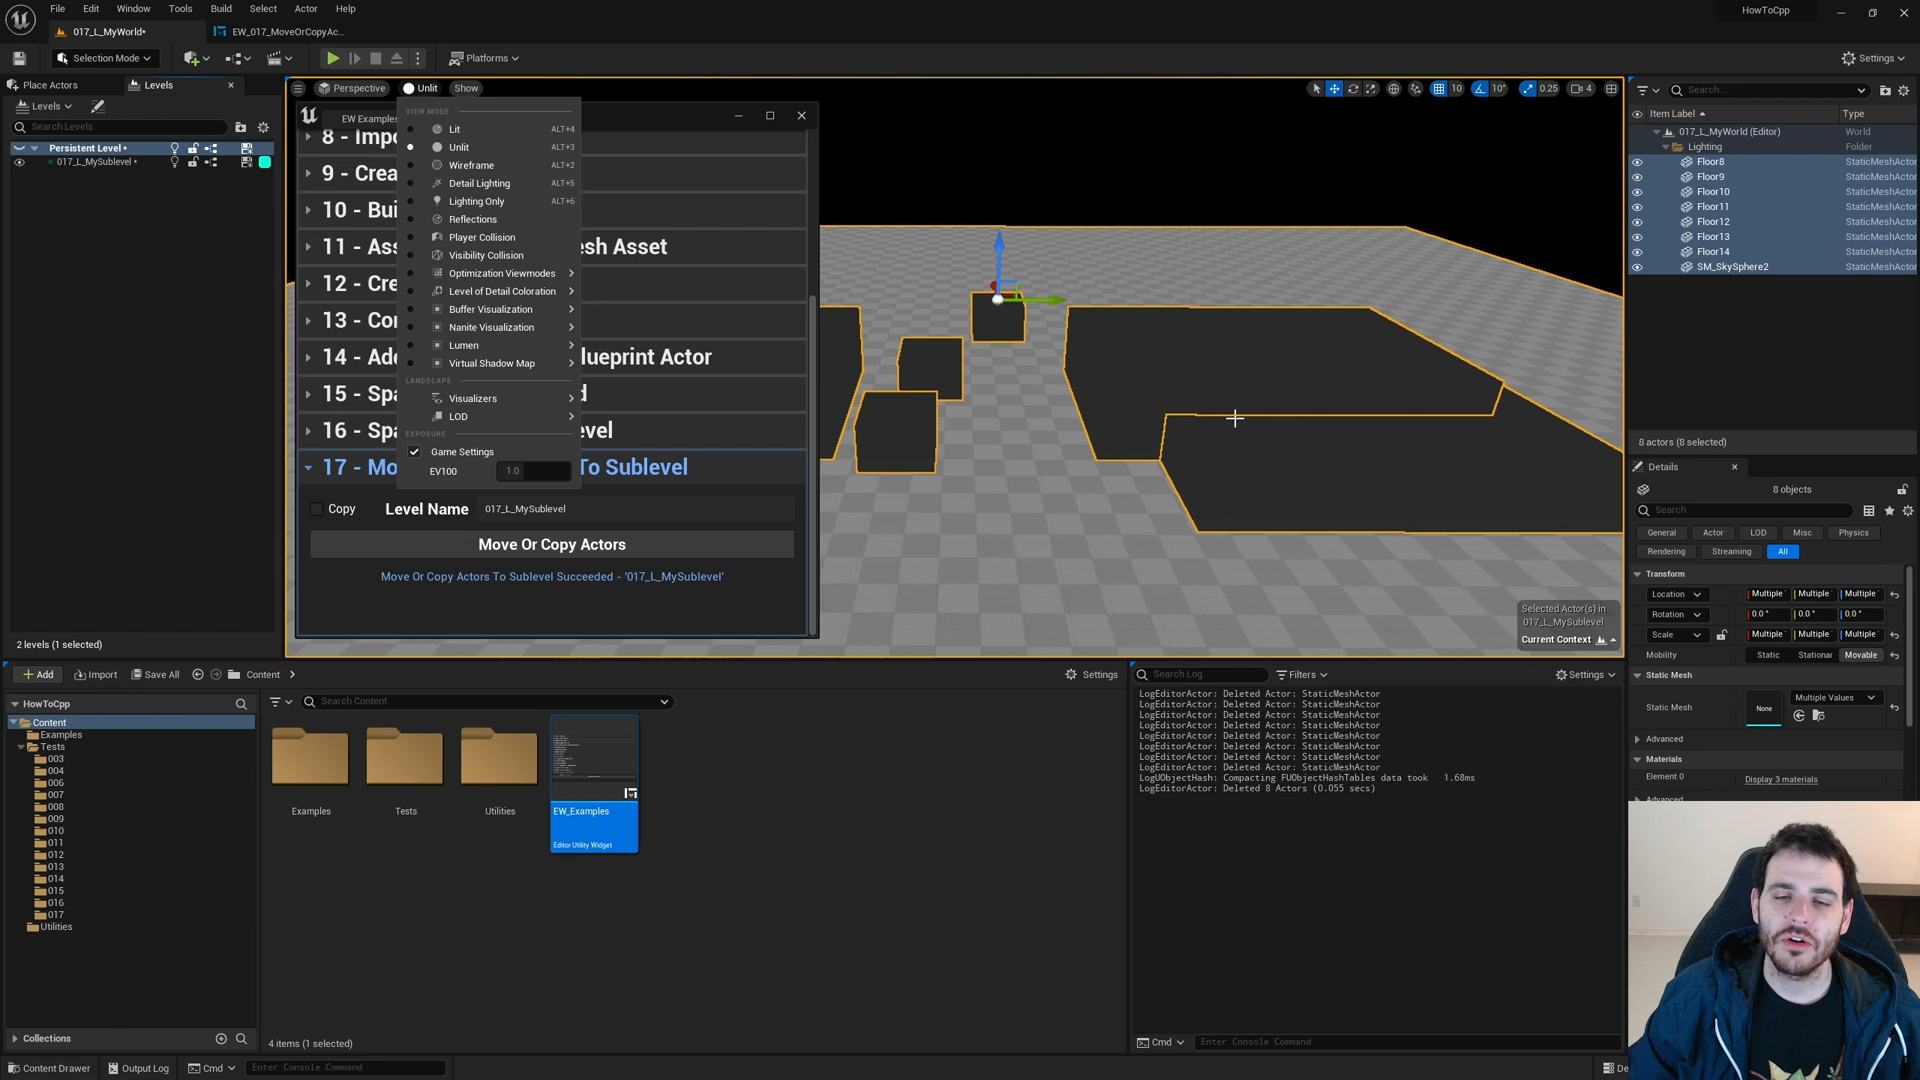 File Edit Window Tools Build Select Actor Help
HowToCpp
017_L_MyWorld*
EW_017_MoveOrCopyAc...
Selection Mode
Platforms
Settings
Place Actors
Levels
Levels
Search Levels
Persistent Level *
017_L_MySublevel *
2 levels (1 selected)
Perspective
Unlit
Show
10
10°
0.25
4
EW Examples
8 - Impo
9 - Crea
10 - Bui
11 - Ass
esh Asset
12 - Cre
13 - Co
14 - Add
lueprint Actor
15 - Spa
d
16 - Spa
evel
17 - Mo
To Sublevel
VIEW MODE
Lit ALT+4
Unlit ALT+3
Wireframe ALT+2
Detail Lighting ALT+5
Lighting Only ALT+6
Reflections
Player Collision
Visibility Collision
Optimization Viewmodes
Level of Detail Coloration
Buffer Visualization
Nanite Visualization
Lumen
Virtual Shadow Map
LANDSCAPE
Visualizers
LOD
EXPOSURE
Game Settings
EV100 1.0
Copy
Level Name
017_L_MySublevel
Move Or Copy Actors
Move Or Copy Actors To Sublevel Succeeded - '017_L_MySublevel'
Selected Actor(s) in
017_L_MySublevel
Current Context
Search...
Item Label
Type
017_L_MyWorld (Editor) World
Lighting Folder
Floor8 StaticMeshActor
Floor9 StaticMeshActor
Floor10 StaticMeshActor
Floor11 StaticMeshActor
Floor12 StaticMeshActor
Floor13 StaticMeshActor
Floor14 StaticMeshActor
SM_SkySphere2 StaticMeshActor
8 actors (8 selected)
Details
8 objects
Search
General Actor LOD Misc Physics
Rendering Streaming All
Transform
Location Multiple Multiple Multiple
Rotation 0.0 ° 0.0 ° 0.0 °
Scale Multiple Multiple Multiple
Mobility Static Stationar Movable
Static Mesh
Static Mesh None Multiple Values
Advanced
Materials
Element 0 Display 3 materials
Advanced
Add Import Save All Content
Settings
HowToCpp
Content
Examples
Tests
003
004
006
007
008
009
010
011
012
013
014
015
016
017
Utilities
Collections
Search Content
Examples
Tests
Utilities
EW_Examples
Editor Utility Widget
4 items (1 selected)
Search Log
Filters
Settings
LogEditorActor: Deleted Actor: StaticMeshActor
LogEditorActor: Deleted Actor: StaticMeshActor
LogEditorActor: Deleted Actor: StaticMeshActor
LogEditorActor: Deleted Actor: StaticMeshActor
LogEditorActor: Deleted Actor: StaticMeshActor
LogEditorActor: Deleted Actor: StaticMeshActor
LogEditorActor: Deleted Actor: StaticMeshActor
LogEditorActor: Deleted Actor: StaticMeshActor
LogUObjectHash: Compacting FUObjectHashTables data took 1.68ms
LogEditorActor: Deleted 8 Actors (0.055 secs)
Cmd
Enter Console Command
Content Drawer
Output Log
Cmd
Enter Console Command
De